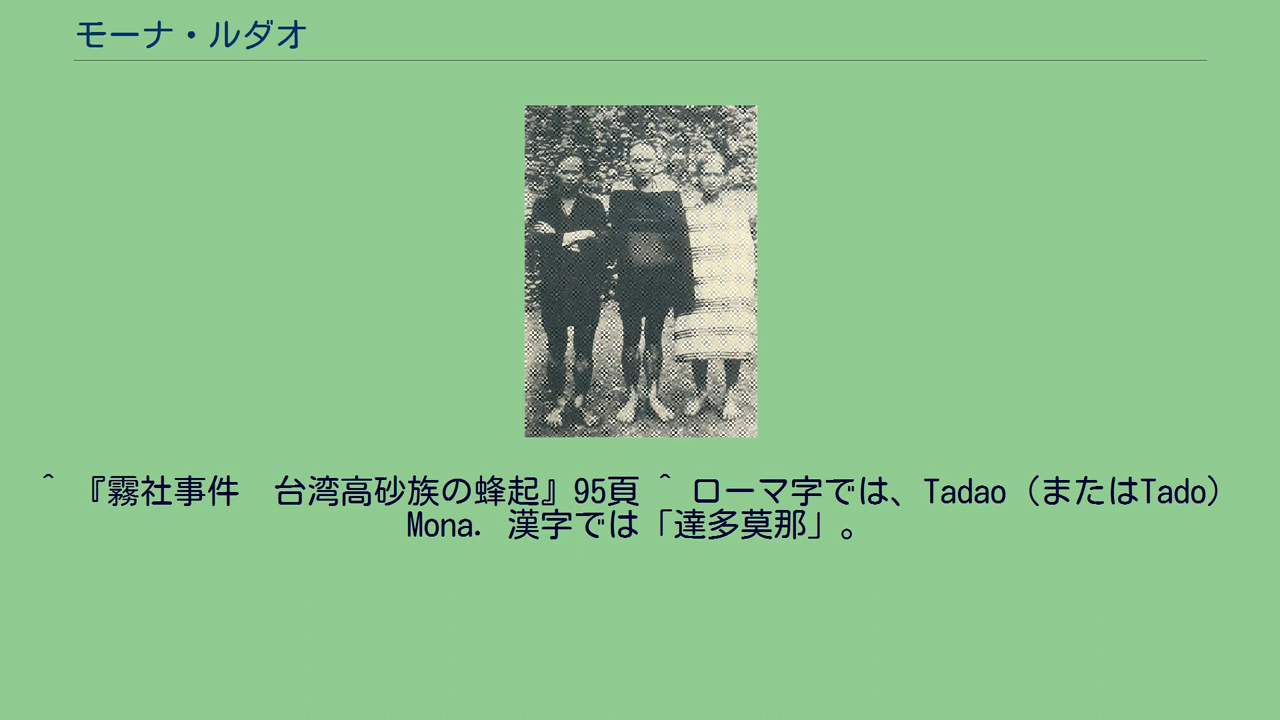 モーナ・ルダオ
^ 『霧社事件　台湾高砂族の蜂起』95頁 ^ ローマ字では、Tadao（またはTado）
Mona. 漢字では「達多莫那」。